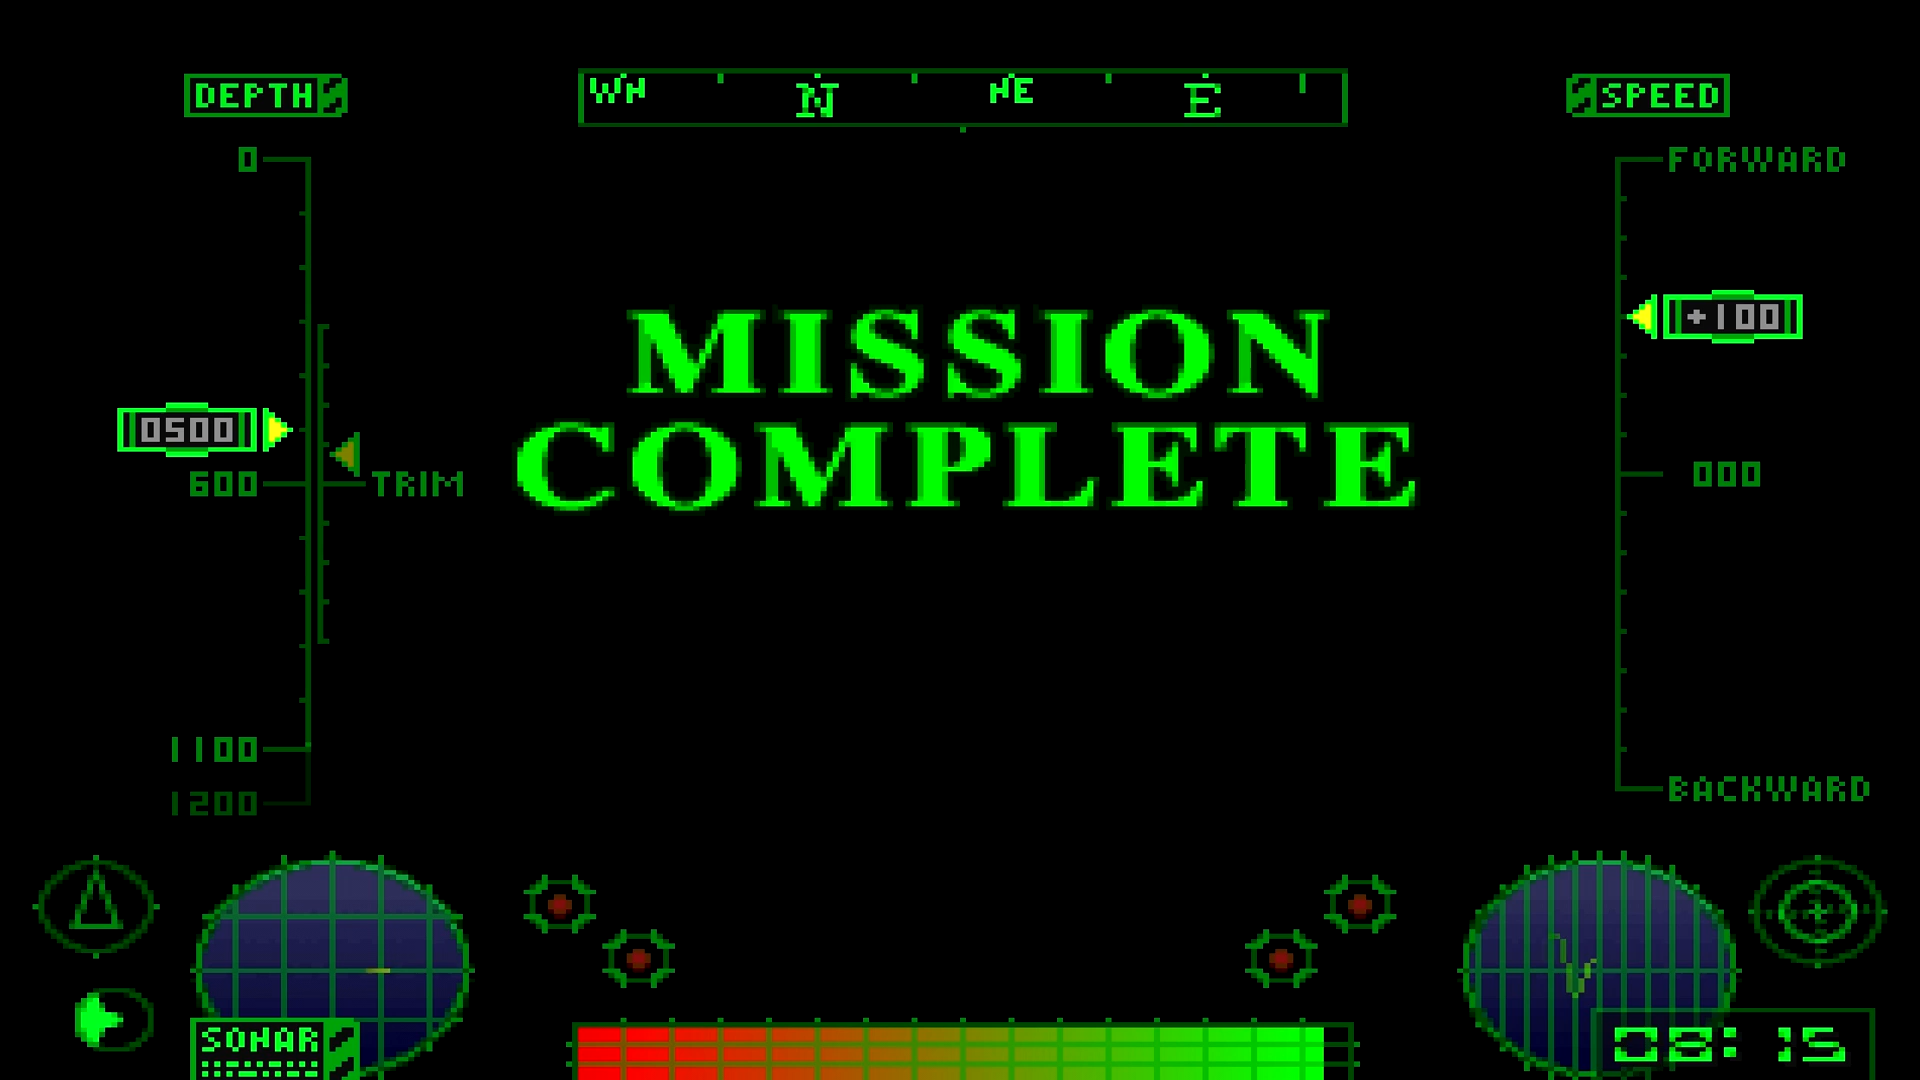 DEPTH
WN N NE E
SPEED
0
FORWARD
+100
MISSION
COMPLETE
0500
600
TRIM
000
1100
1200
BACKWARD
SONAR
08:15